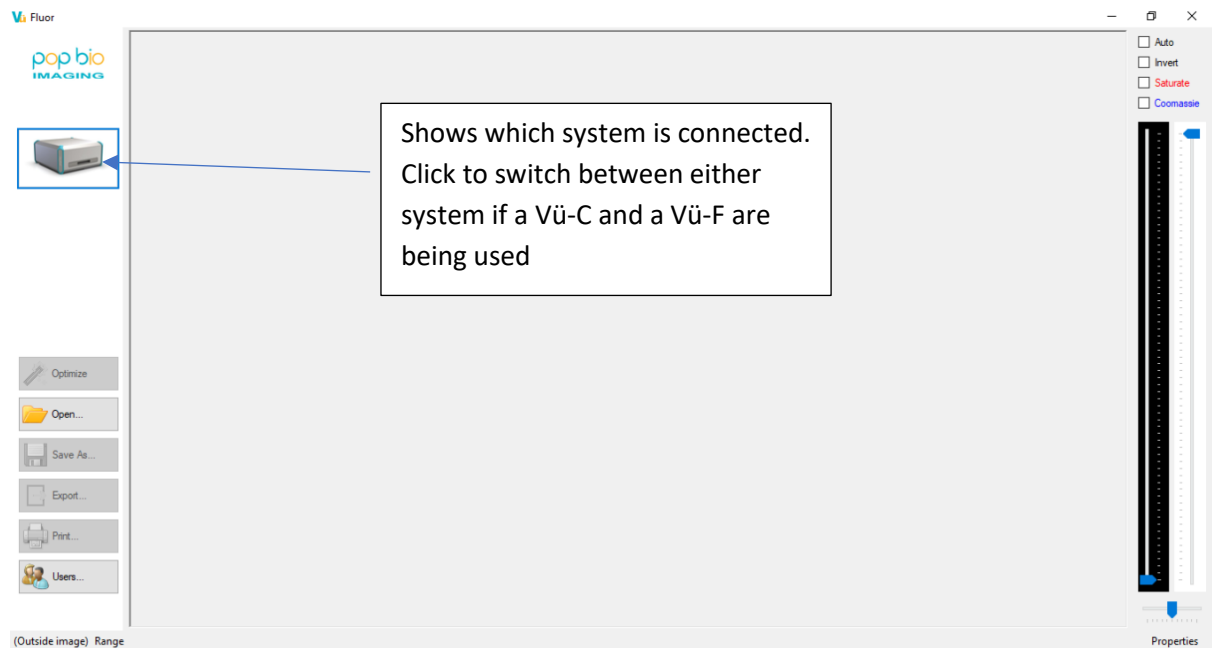 Vü Fluor
pop bio
IMAGING
Auto
Invert
Saturate
Coomassie
Shows which system is connected.
Click to switch between either
system if a Vü-C and a Vü-F are
being used
Optimize
Open...
Save As...
Export...
Print...
Users...
(Outside image) Range
Properties